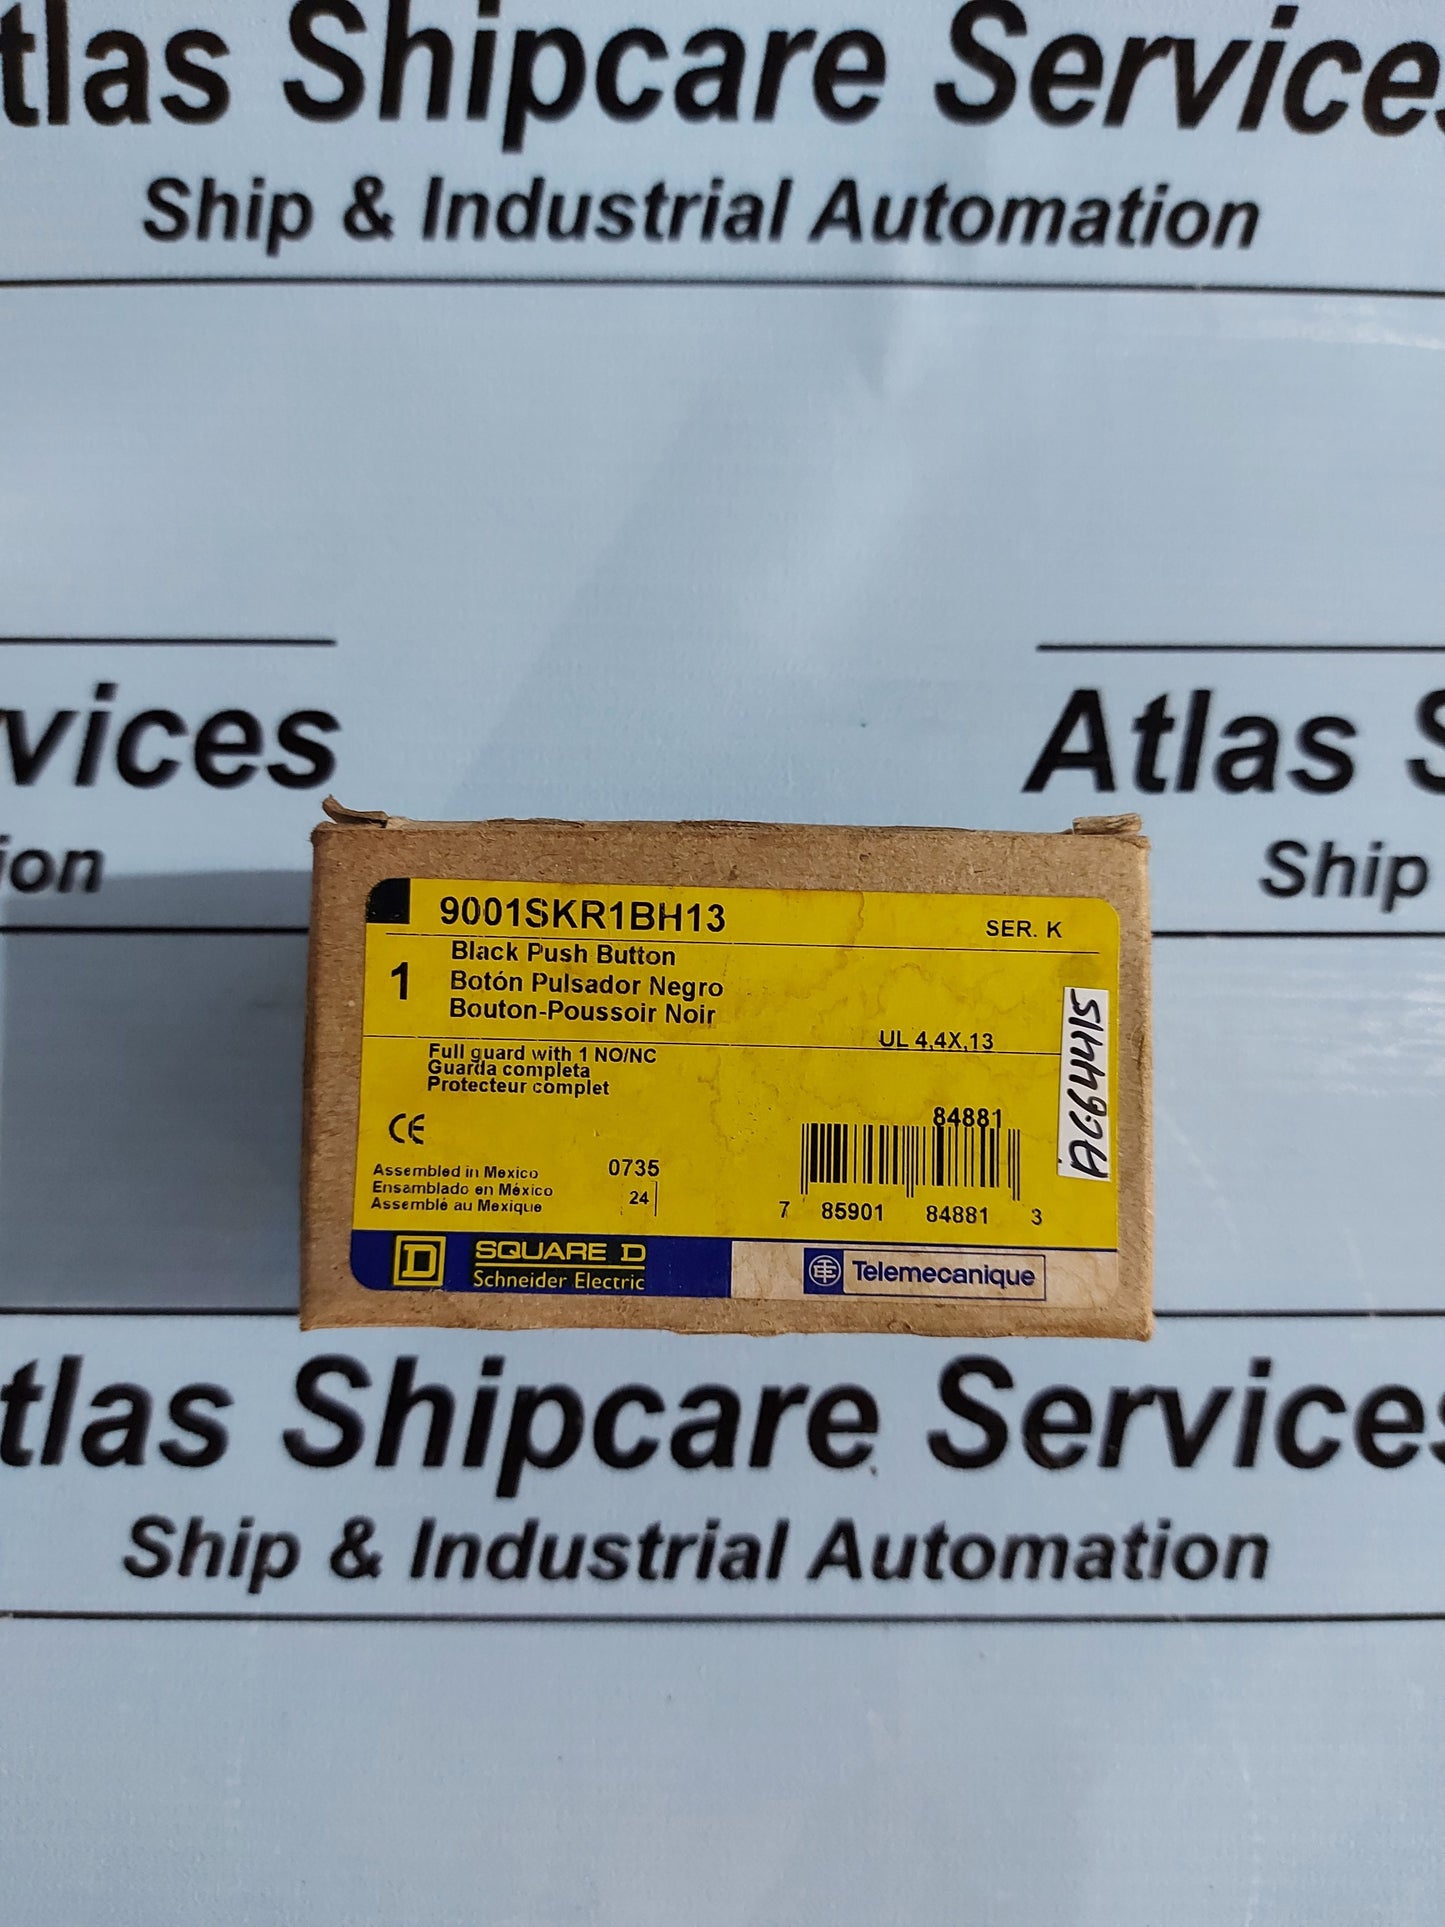 tlas Shipcare Services
Ship & Industrial Automation
vices
Atlas S
ion
Ship
9001SKR1BH13
SER. K
1
Black Push Button
Botón Pulsador Negro
Bouton-Poussoir Noir
UL 4,4X,13
Full guard with 1 NO/NC
Guarda completa
Protecteur complet
AC64415
CE
84881
Assembled in Mexico
Ensamblado en México
Assemblé au Mexique
0735
24
7 85901 84881 3
D
SQUARE D
Schneider Electric
TE Telemecanique
tlas Shipcare Services
Ship & Industrial Automation